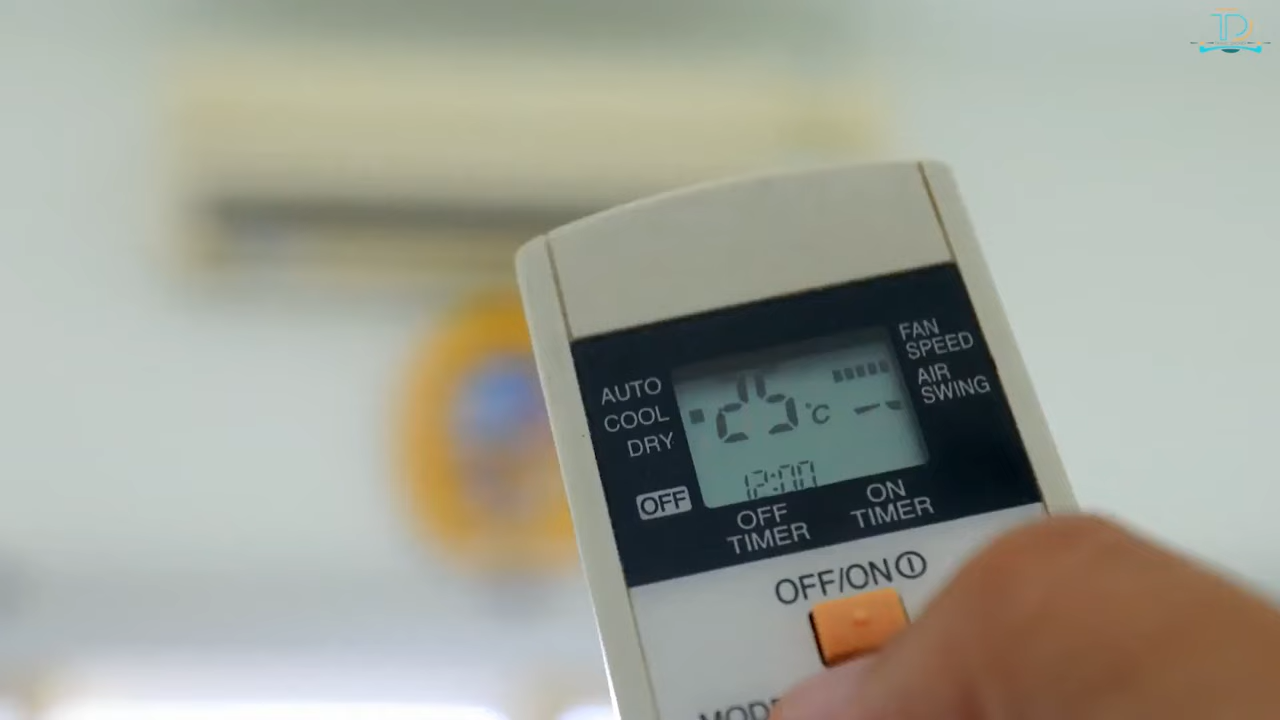 25°C
12:00
AUTO
COOL
DRY
OFF
FAN
SPEED
AIR
SWING
OFF
TIMER
ON
TIMER
OFF/ON